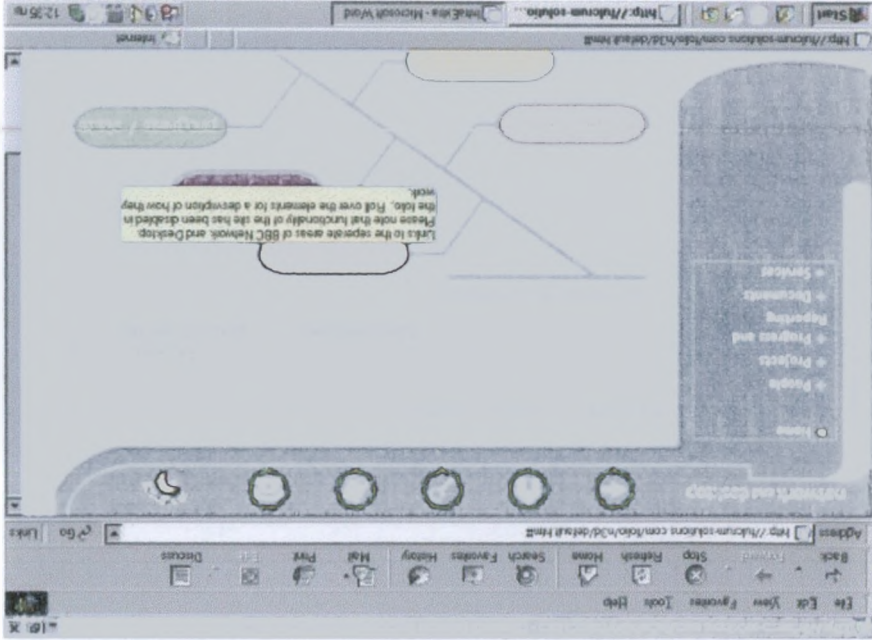 File Edit View Favorites Tools Help
Back Forward Stop Refresh Home Search Favorites History Mail Print Edit Discuss
Address http://fulcrum-solutions.com/folio/n3d/default.html# Go Links
network and desktop
Home
+ People
+ Projects
+ Progress and
Reporting
+ Documents
+ Services
Links to the seperate areas of BBC Network and Desktop.
Please note that functionality of the site has been disabled in
the folio, Roll over the elements for a decription of how they
work.
http://fulcrum-solutions.com/folio/n3d/default.html#
Internet
Start
http://fulcrum-solutio...
- Microsoft Word